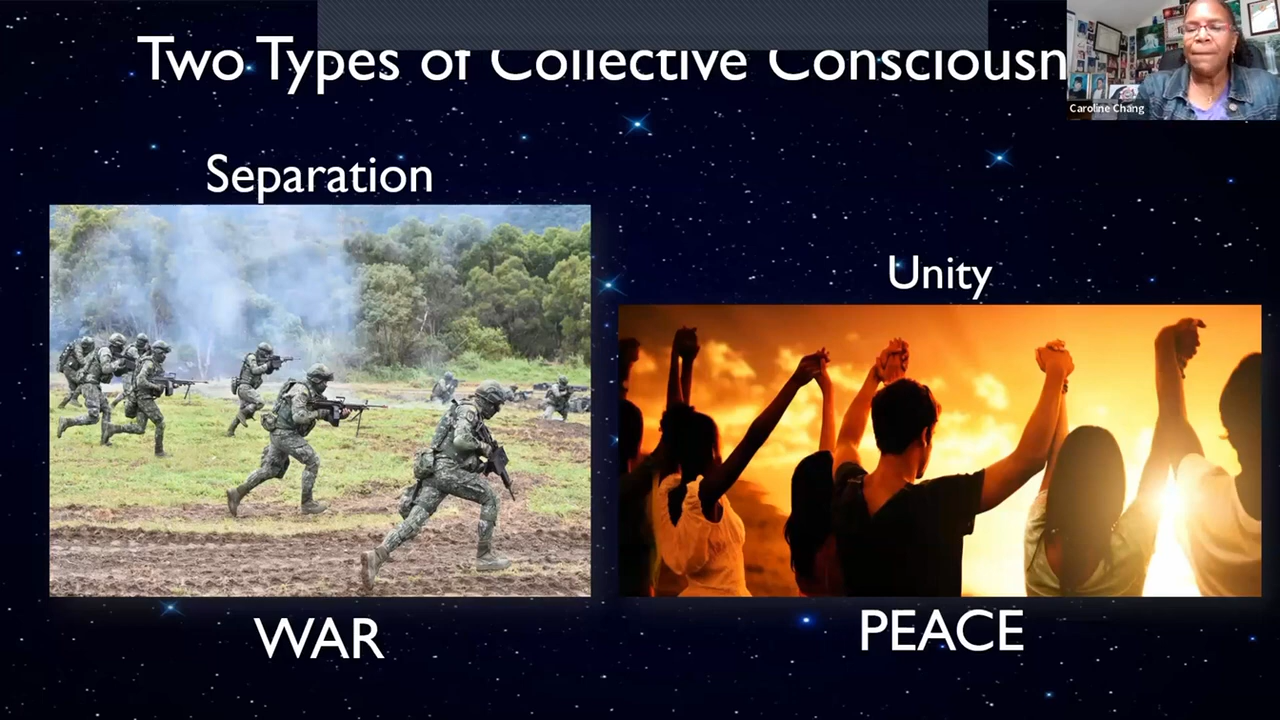 Two Types of Collective Consciousn
Caroline Chang
Separation
Unity
WAR
PEACE